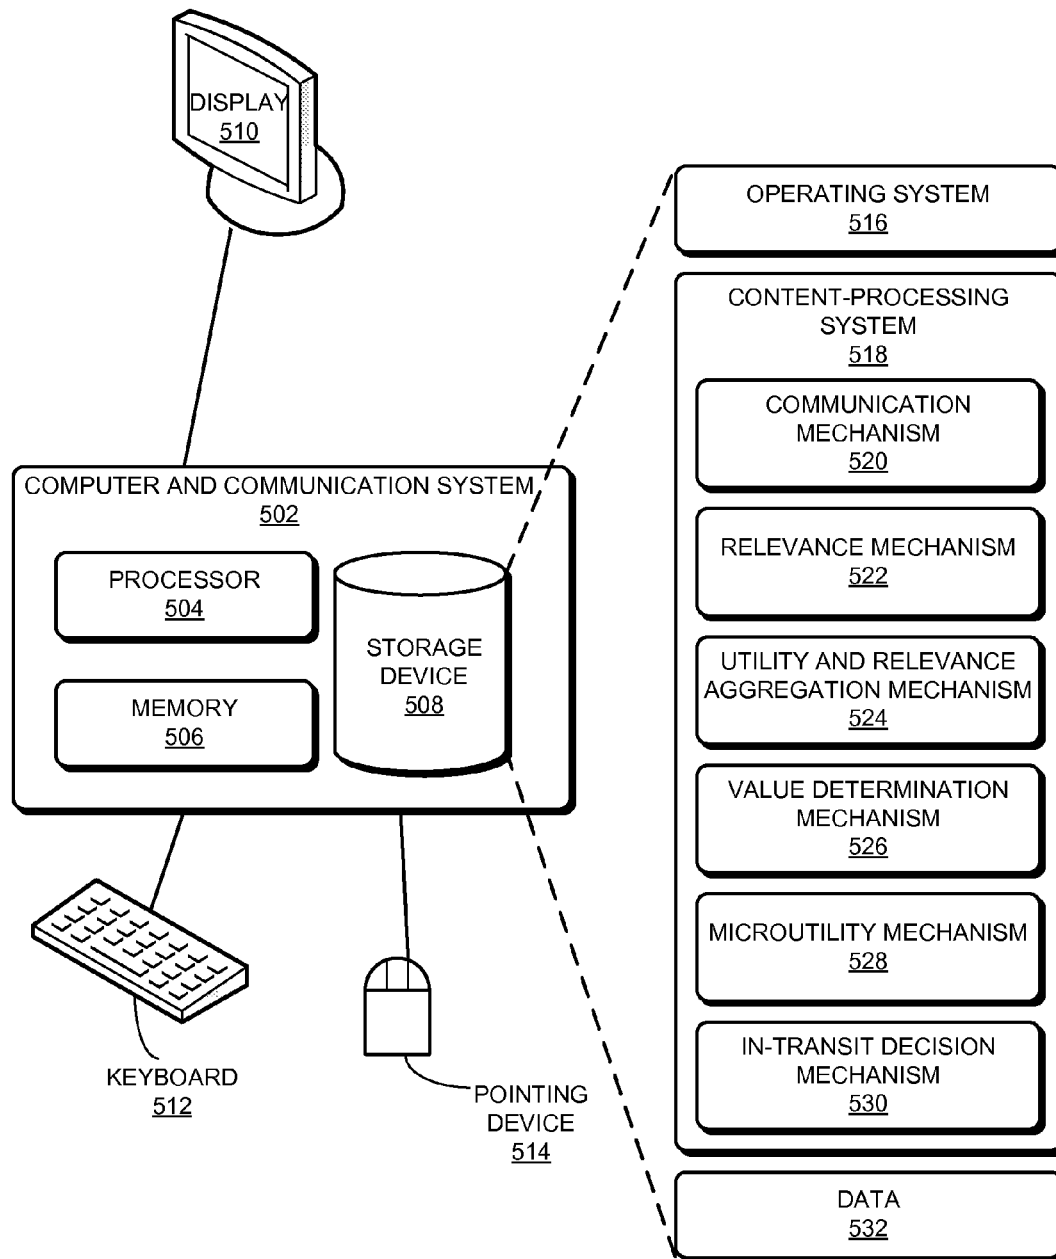 DISPLAY
510
COMPUTER AND COMMUNICATION SYSTEM
502
PROCESSOR
504
MEMORY
506
STORAGE
DEVICE
508
KEYBOARD
512
POINTING
DEVICE
514
OPERATING SYSTEM
516
CONTENT-PROCESSING
SYSTEM
518
COMMUNICATION
MECHANISM
520
RELEVANCE MECHANISM
522
UTILITY AND RELEVANCE
AGGREGATION MECHANISM
524
VALUE DETERMINATION
MECHANISM
526
MICROUTILITY MECHANISM
528
IN-TRANSIT DECISION
MECHANISM
530
DATA
532